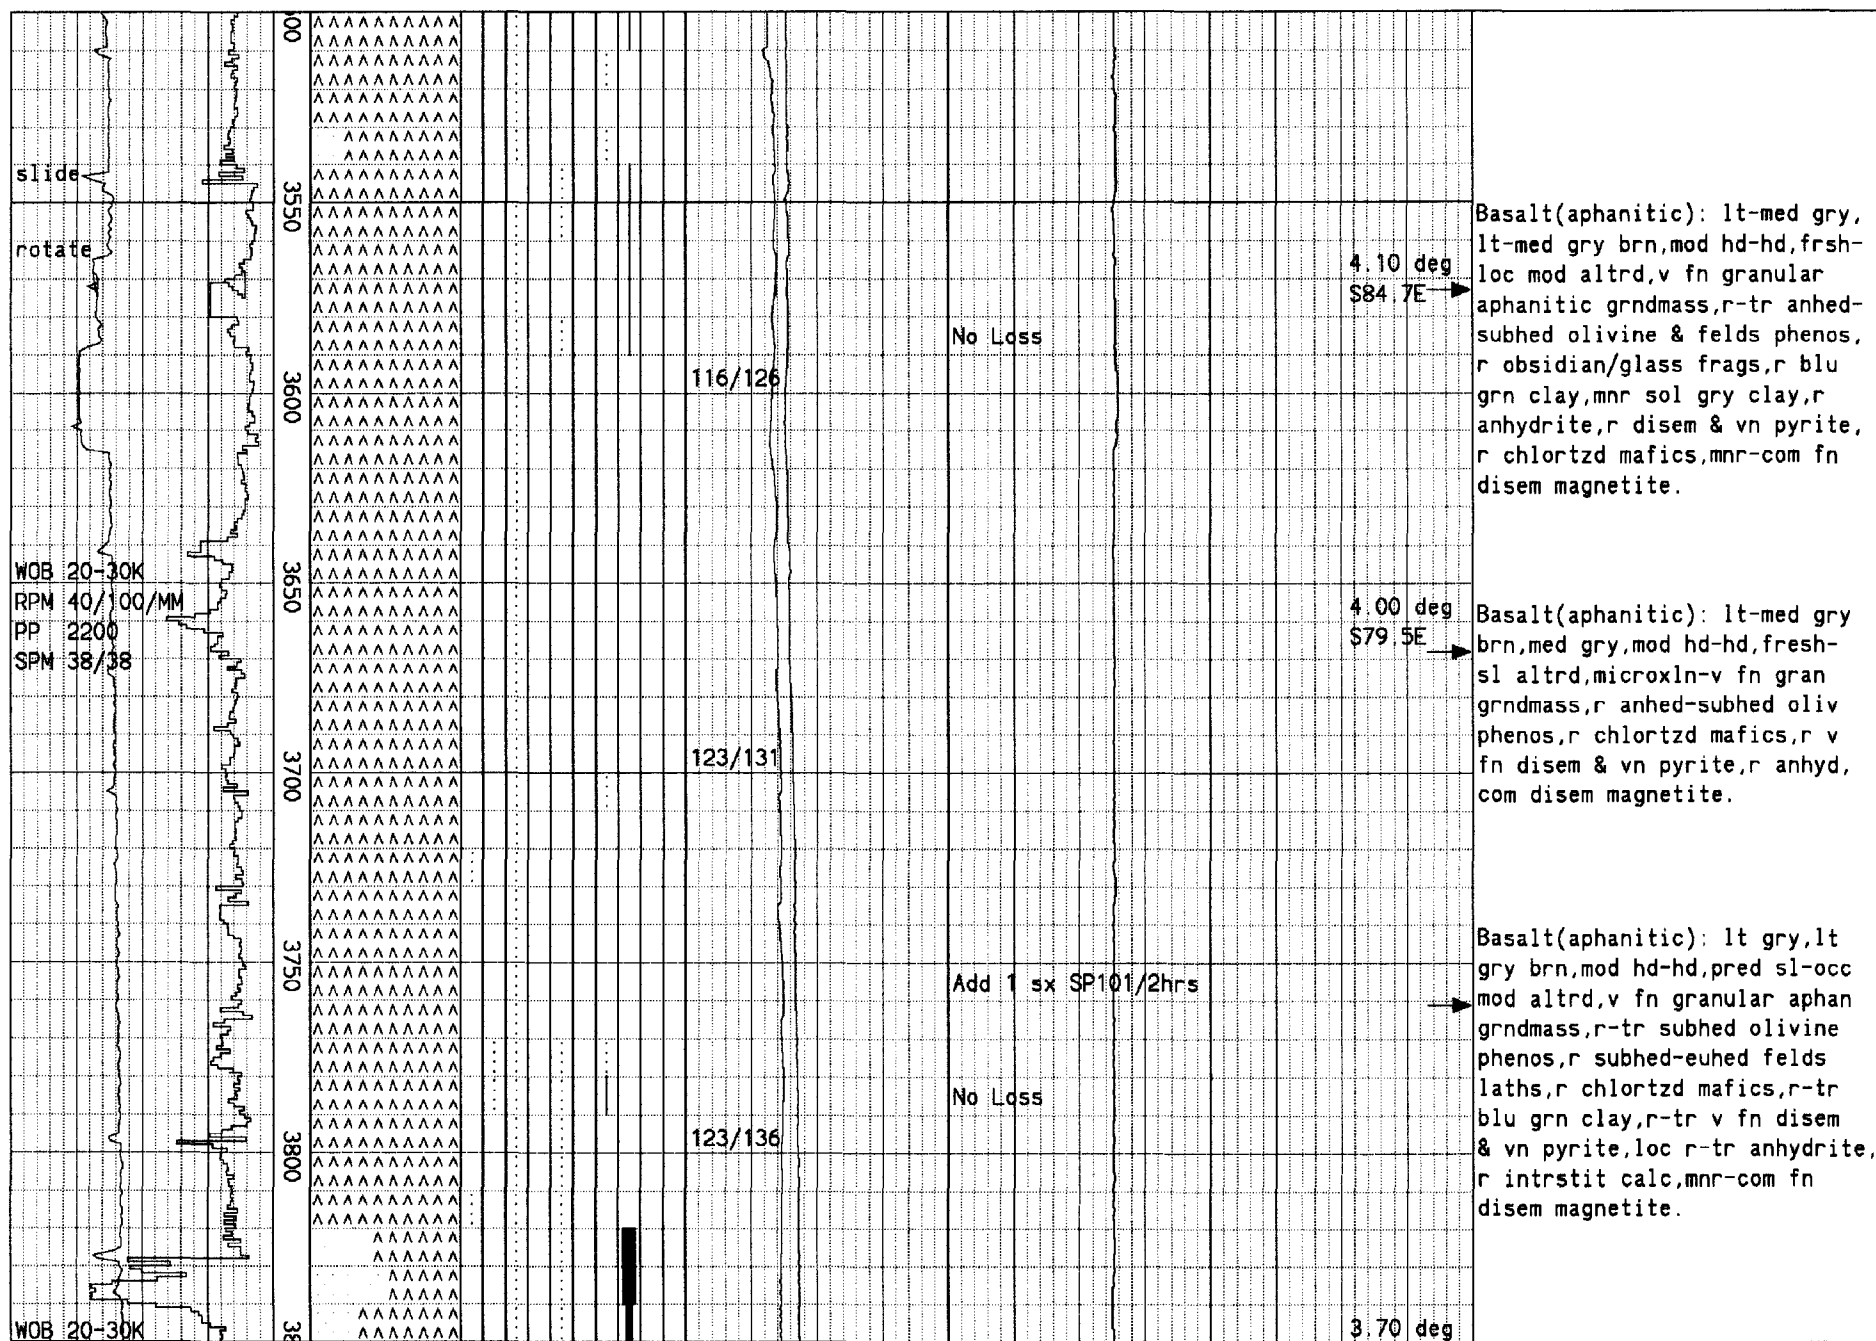 00
slide
rotate
3550
3600
WOB 20-30K
RPM 40/100/MM
PP 2200
SPM 38/38
3650
3700
3750
3800
38
WOB 20-30K
116/126
123/131
123/136
No Loss
Add 1 sx SP101/2hrs
No Loss
4.10 deg
S84.7E
4.00 deg
S79.5E
3.70 deg
Basalt(aphanitic): lt-med gry,
lt-med gry brn,mod hd-hd,frsh-
loc mod altrd,v fn granular
aphanitic grndmass,r-tr anhed-
subhed olivine & felds phenos,
r obsidian/glass frags,r blu
grn clay,mnr sol gry clay,r
anhydrite,r disem & vn pyrite,
r chlortzd mafics,mnr-com fn
disem magnetite.
Basalt(aphanitic): lt-med gry
brn,med gry,mod hd-hd,fresh-
sl altrd,microxln-v fn gran
grndmass,r anhed-subhed oliv
phenos,r chlortzd mafics,r v
fn disem & vn pyrite,r anhyd,
com disem magnetite.
Basalt(aphanitic): lt gry,lt
gry brn,mod hd-hd,pred sl-occ
mod altrd,v fn granular aphan
grndmass,r-tr subhed olivine
phenos,r subhed-euhed felds
laths,r chlortzd mafics,r-tr
blu grn clay,r-tr v fn disem
& vn pyrite,loc r-tr anhydrite,
r intrstit calc,mnr-com fn
disem magnetite.